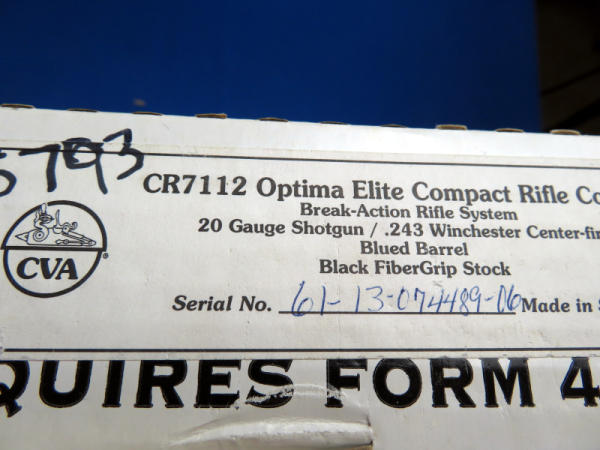 5793
CR7112 Optima Elite Compact Rifle Co
Break-Action Rifle System
20 Gauge Shotgun / .243 Winchester Center-fir
Blued Barrel
Black FiberGrip Stock
CVA®
Serial No. 61-13-074489-06 Made in S
QUIRES FORM 4